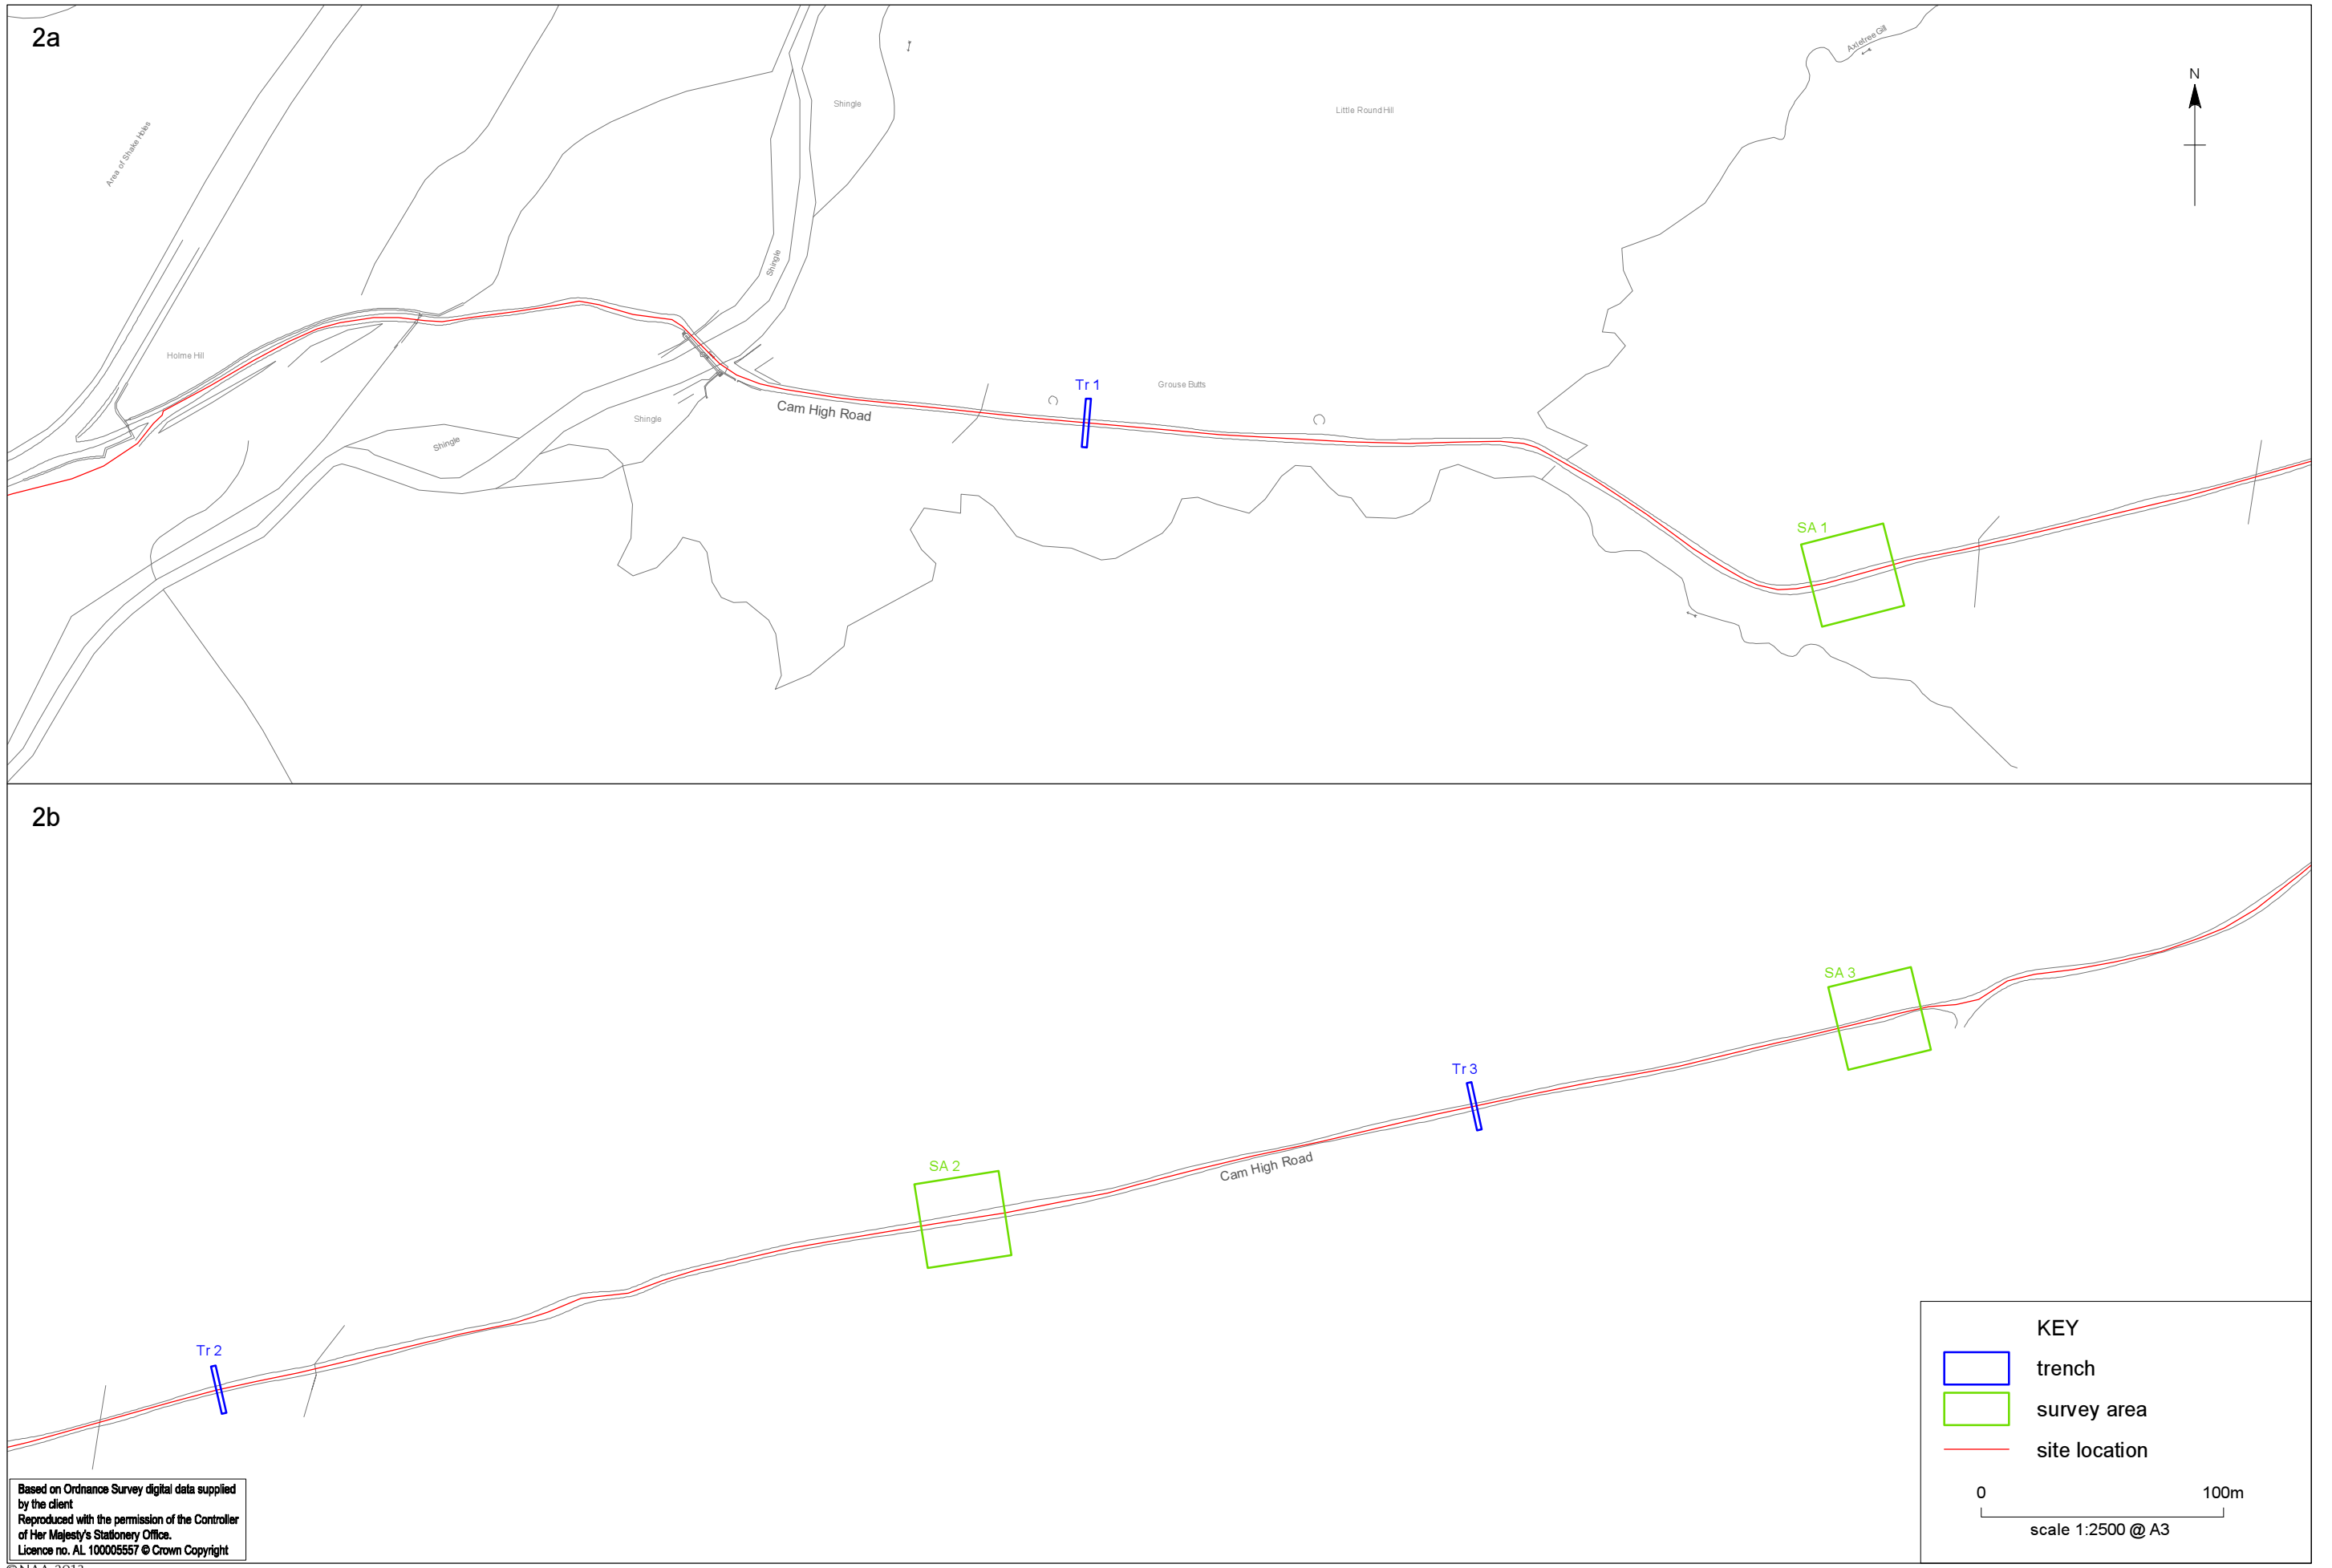 2a
Area of Shake Holes
Holme Hill
Shingle
Shingle
Shingle
Shingle
Cam High Road
Tr 1
Grouse Butts
Little Round Hill
Axletree Gill
N
SA 1
2b
Tr 2
SA 2
Cam High Road
Tr 3
SA 3
KEY
trench
survey area
site location
0 100m
scale 1:2500 @ A3
Based on Ordnance Survey digital data supplied
by the client
Reproduced with the permission of the Controller
of Her Majesty's Stationery Office.
Licence no. AL 100005557 © Crown Copyright